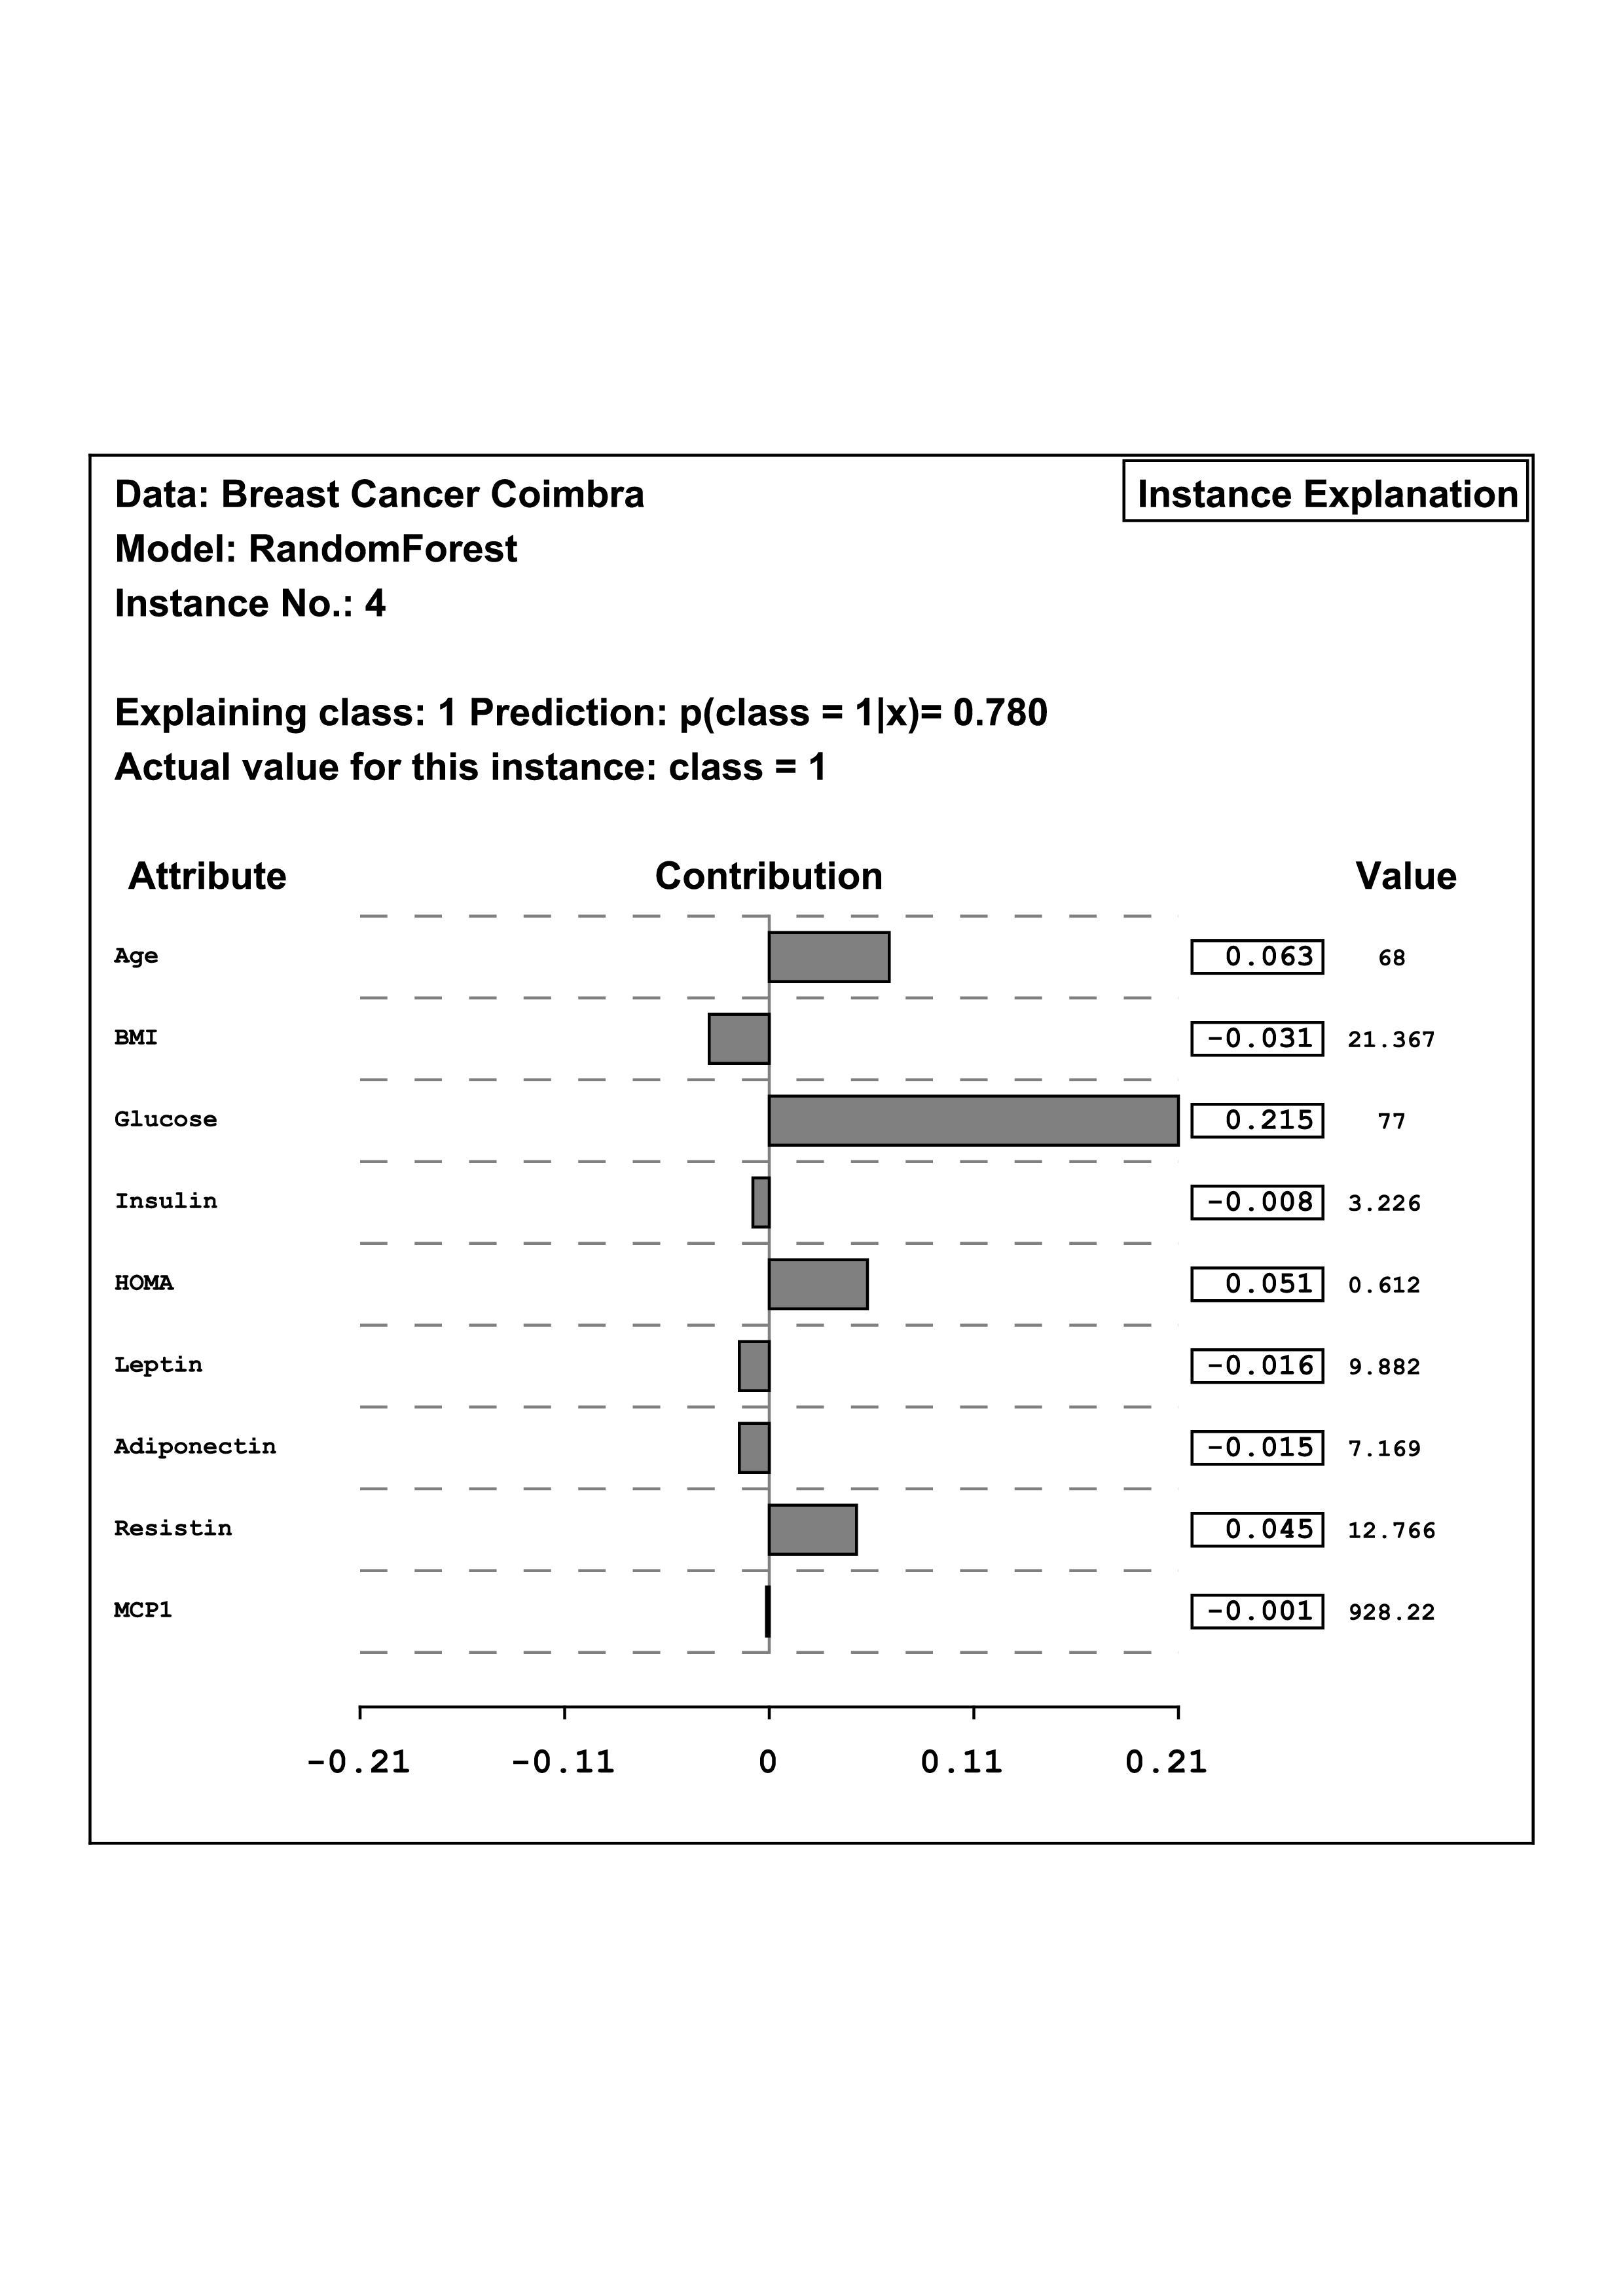 Data: Breast Cancer Coimbra
Instance Explanation
Model: RandomForest
Instance No.: 4
Explaining class: 1 Prediction: p(class = 1|x)= 0.780
Actual value for this instance: class = 1
Attribute Contribution Value
Age 0.063 68
BMI -0.031 21.367
Glucose 0.215 77
Insulin -0.008 3.226
HOMA 0.051 0.612
Leptin -0.016 9.882
Adiponectin -0.015 7.169
Resistin 0.045 12.766
MCP1 -0.001 928.22
-0.21 -0.11 0 0.11 0.21